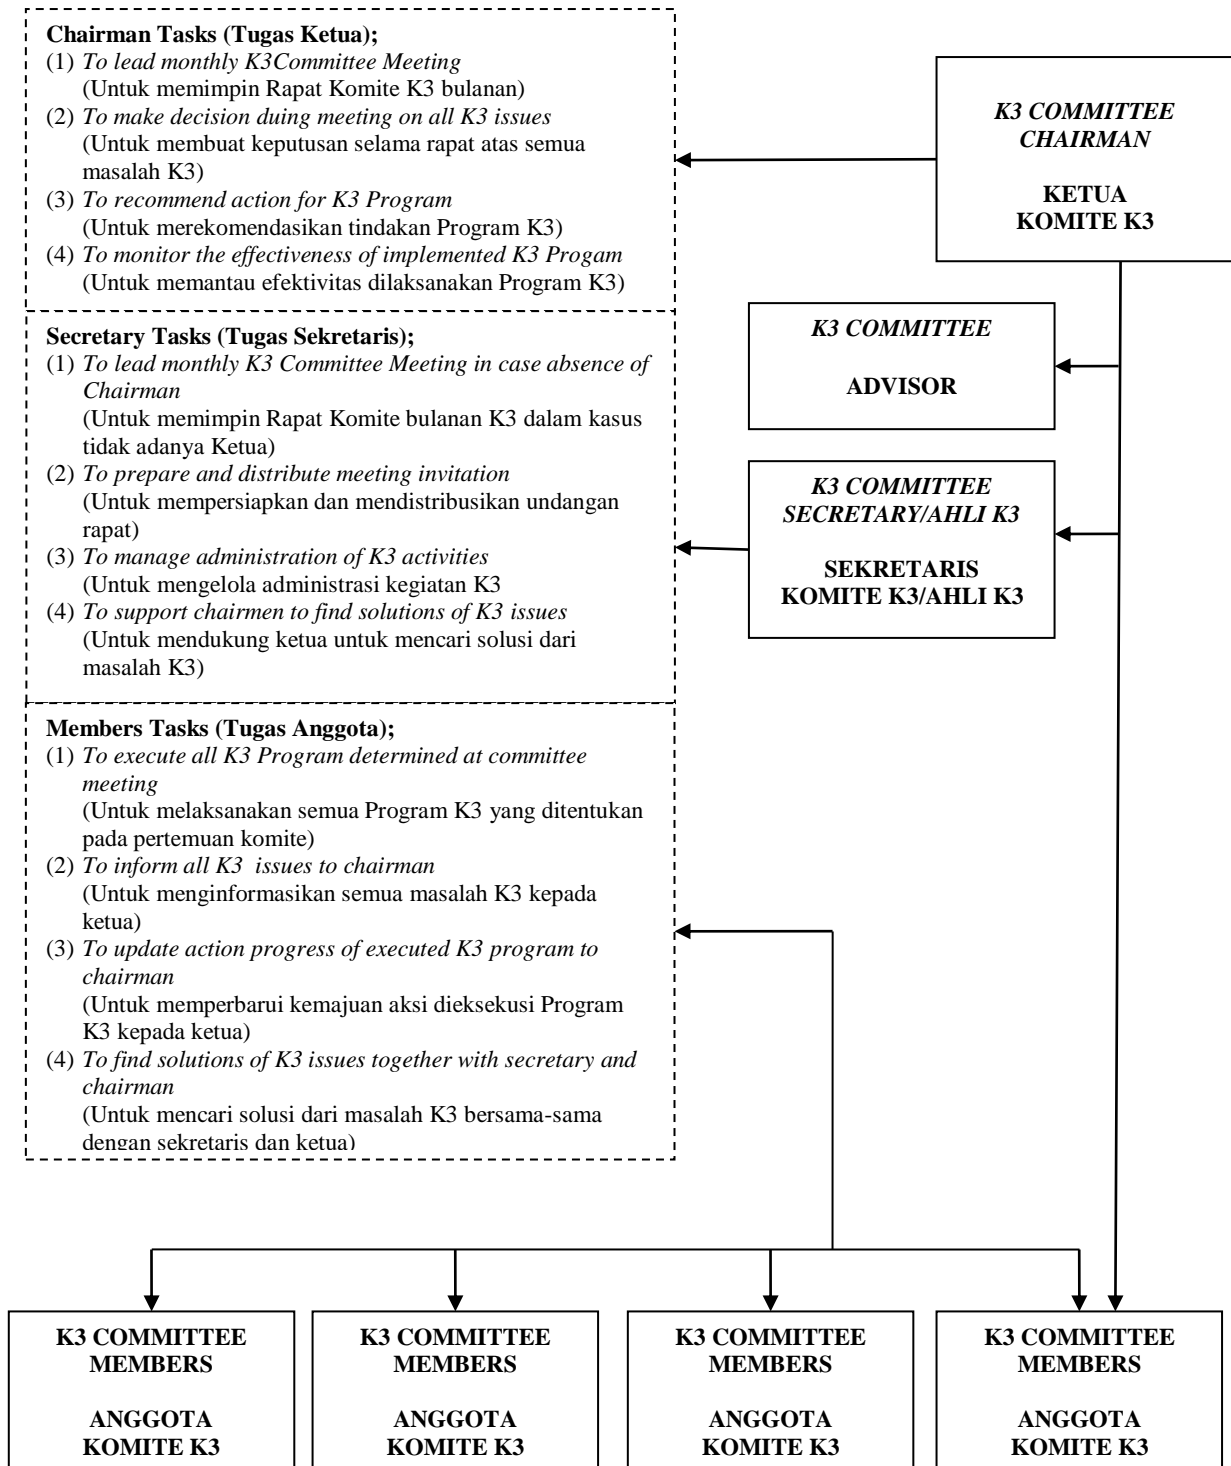 Chairman Tasks (Tugas Ketua);
(1) To lead monthly K3Committee Meeting
(Untuk memimpin Rapat Komite K3 bulanan)
(2) To make decision duing meeting on all K3 issues
(Untuk membuat keputusan selama rapat atas semua
masalah K3)
(3) To recommend action for K3 Program
(Untuk merekomendasikan tindakan Program K3)
(4) To monitor the effectiveness of implemented K3 Progam
(Untuk memantau efektivitas dilaksanakan Program K3)
K3 COMMITTEE
CHAIRMAN
KETUA
KOMITE K3
Secretary Tasks (Tugas Sekretaris);
(1) To lead monthly K3 Committee Meeting in case absence of
Chairman
(Untuk memimpin Rapat Komite bulanan K3 dalam kasus
tidak adanya Ketua)
(2) To prepare and distribute meeting invitation
(Untuk mempersiapkan dan mendistribusikan undangan
rapat)
(3) To manage administration of K3 activities
(Untuk mengelola administrasi kegiatan K3
(4) To support chairmen to find solutions of K3 issues
(Untuk mendukung ketua untuk mencari solusi dari
masalah K3)
K3 COMMITTEE
ADVISOR
K3 COMMITTEE
SECRETARY/AHLI K3
SEKRETARIS
KOMITE K3/AHLI K3
Members Tasks (Tugas Anggota);
(1) To execute all K3 Program determined at committee
meeting
(Untuk melaksanakan semua Program K3 yang ditentukan
pada pertemuan komite)
(2) To inform all K3  issues to chairman
(Untuk menginformasikan semua masalah K3 kepada
ketua)
(3) To update action progress of executed K3 program to
chairman
(Untuk memperbarui kemajuan aksi dieksekusi Program
K3 kepada ketua)
(4) To find solutions of K3 issues together with secretary and
chairman
(Untuk mencari solusi dari masalah K3 bersama-sama
dengan sekretaris dan ketua)
K3 COMMITTEE
MEMBERS
ANGGOTA
KOMITE K3
K3 COMMITTEE
MEMBERS
ANGGOTA
KOMITE K3
K3 COMMITTEE
MEMBERS
ANGGOTA
KOMITE K3
K3 COMMITTEE
MEMBERS
ANGGOTA
KOMITE K3